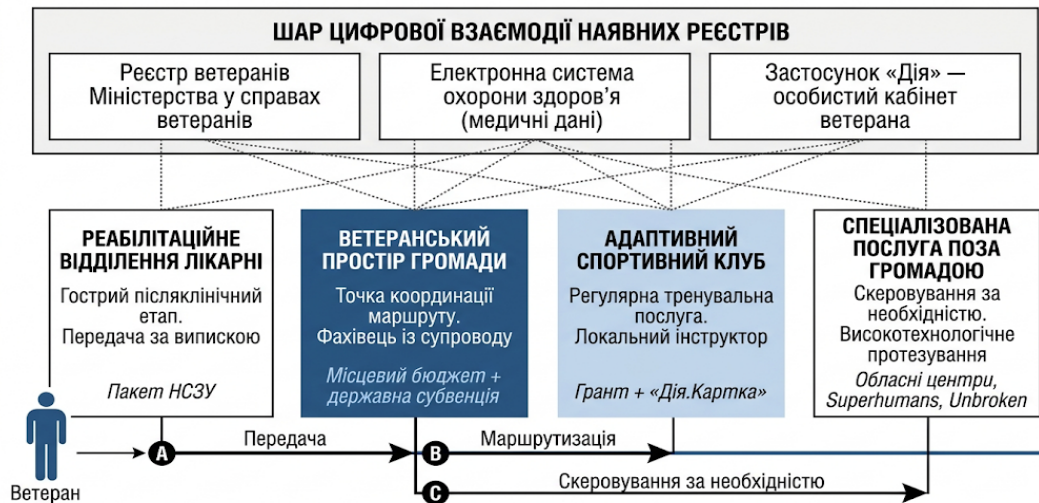 ШАР ЦИФРОВОЇ ВЗАЄМОДІЇ НАЯВНИХ РЕЄСТРІВ
Реєстр ветеранів
Міністерства у справах
ветеранів
Електронна система
охорони здоров’я
(медичні дані)
Застосунок «Дія» —
особистий кабінет
ветерана
РЕАБІЛІТАЦІЙНЕ
ВІДДІЛЕННЯ ЛІКАРНІ
Гострий післяклінічний
етап.
Передача за випискою
Пакет НСЗУ
ВЕТЕРАНСЬКИЙ
ПРОСТІР ГРОМАДИ
Точка координації
маршруту.
Фахівець із супроводу
Місцевий бюджет +
державна субвенція
АДАПТИВНИЙ
СПОРТИВНИЙ КЛУБ
Регулярна тренувальна
послуга.
Локальний інструктор
Грант + «Дія.Картка»
СПЕЦІАЛІЗОВАНА
ПОСЛУГА ПОЗА
ГРОМАДОЮ
Скеровування за
необхідністю.
Високотехнологічне
протезування
Обласні центри,
Superhumans, Unbroken
Ветеран
A
Передача
B
Маршрутизація
C
Скеровування за необхідністю